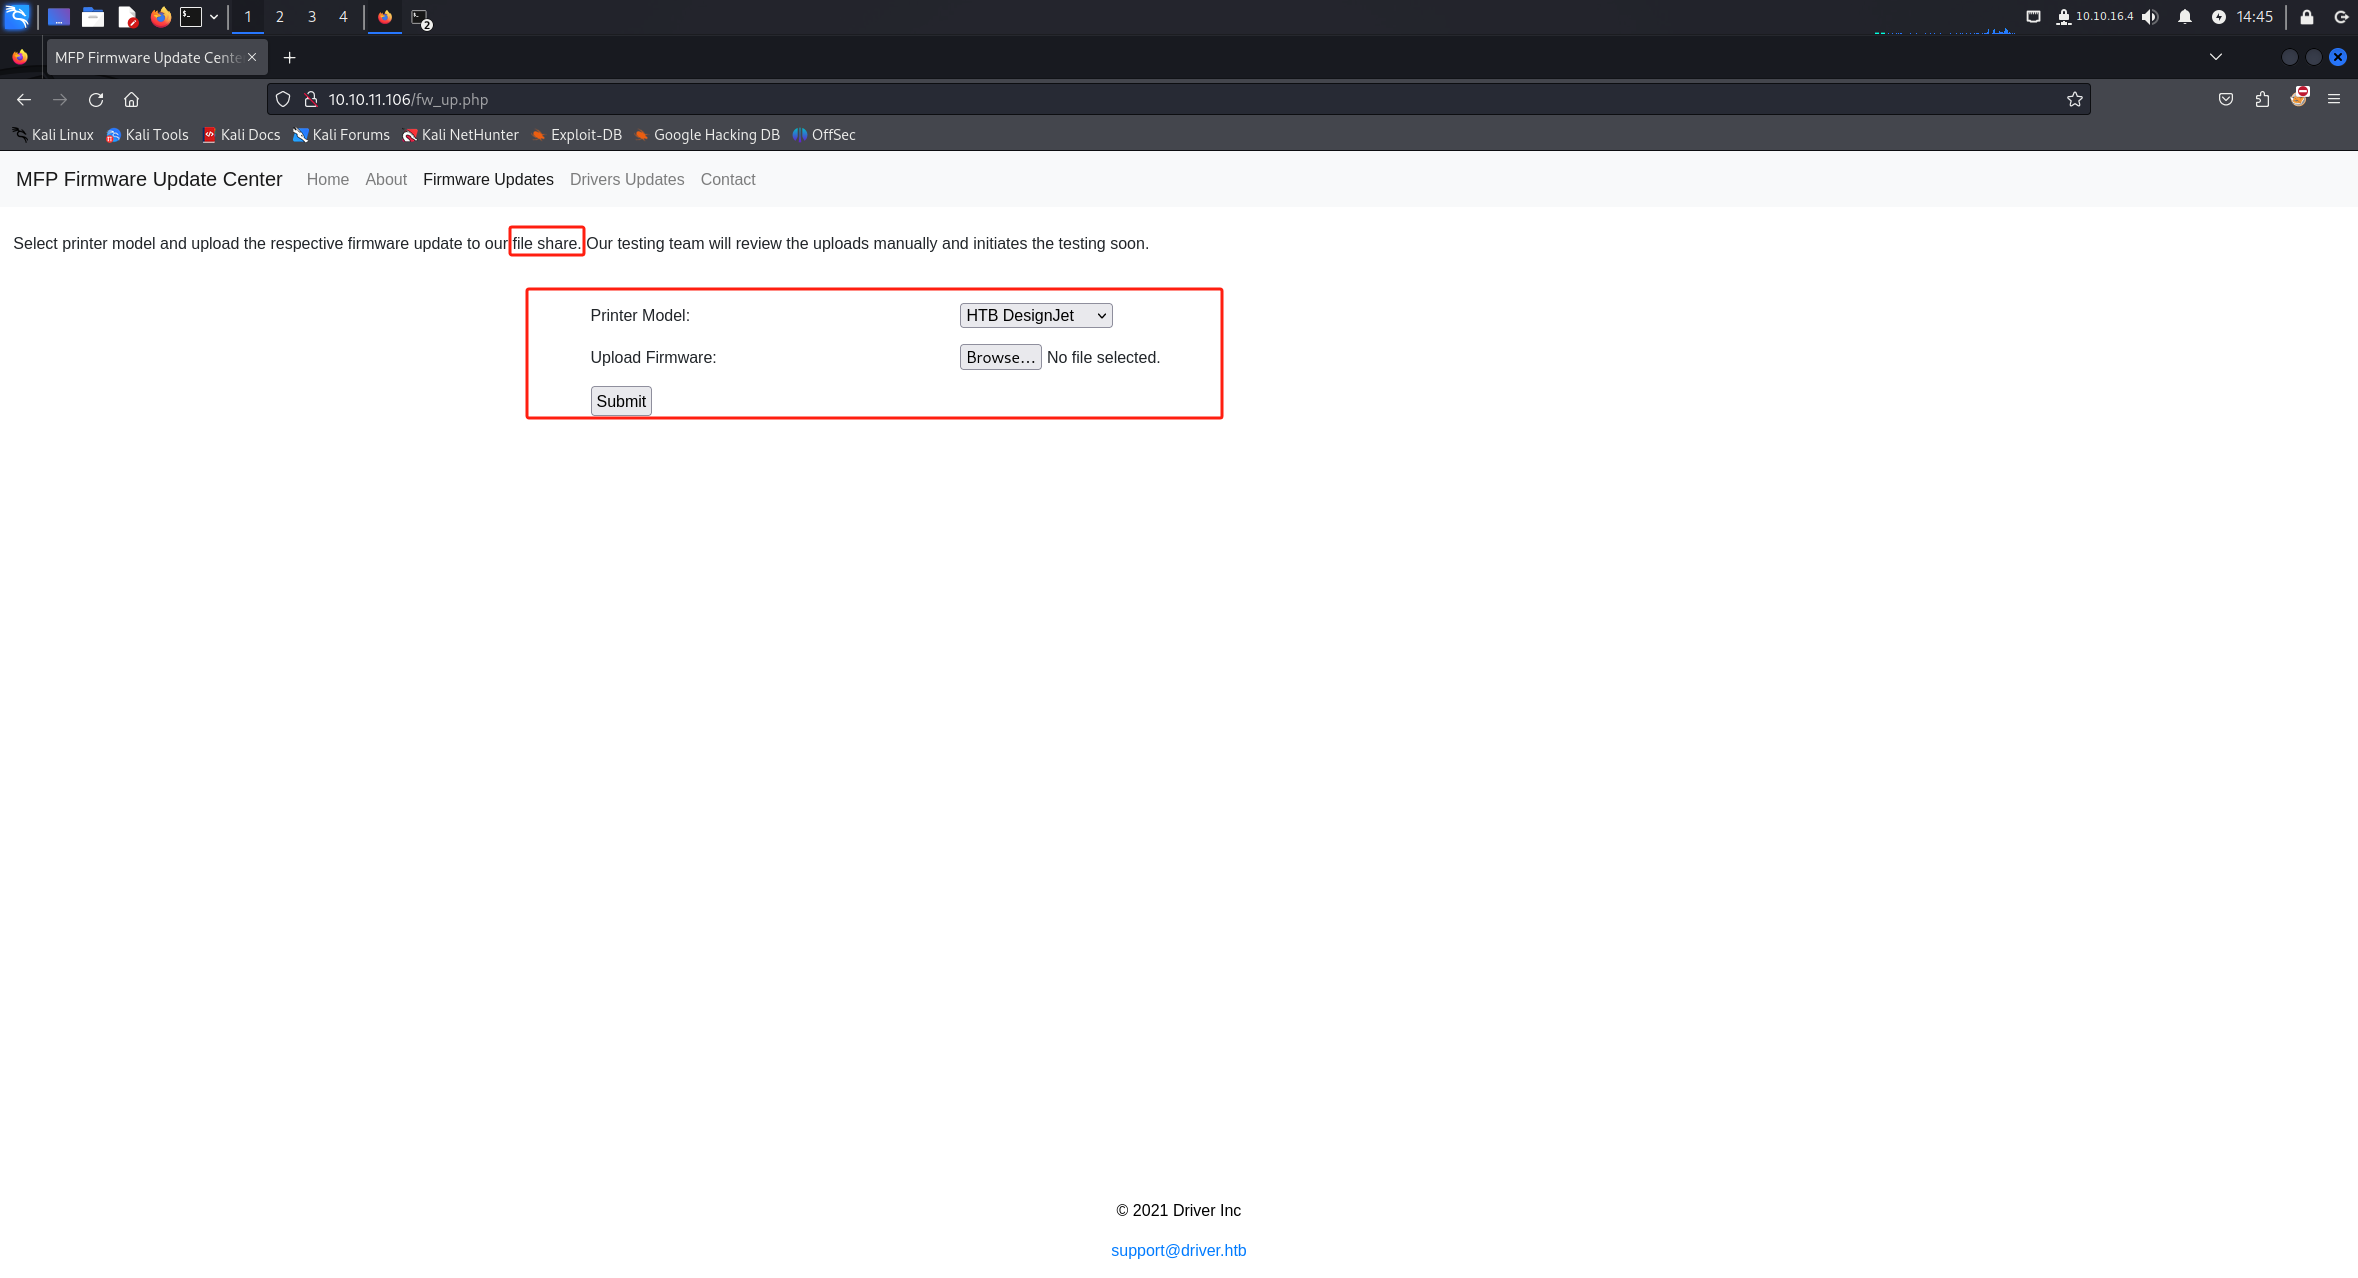 1 2 3 4 2 10.10.16.4 14:45
MFP Firmware Update Cente
10.10.11.106/fw_up.php
Kali Linux Kali Tools Kali Docs Kali Forums Kali NetHunter Exploit-DB Google Hacking DB OffSec
MFP Firmware Update Center Home About Firmware Updates Drivers Updates Contact
Select printer model and upload the respective firmware update to our file share. Our testing team will review the uploads manually and initiates the testing soon.
Printer Model: HTB DesignJet
Upload Firmware: Browse... No file selected.
Submit
© 2021 Driver Inc
support@driver.htb